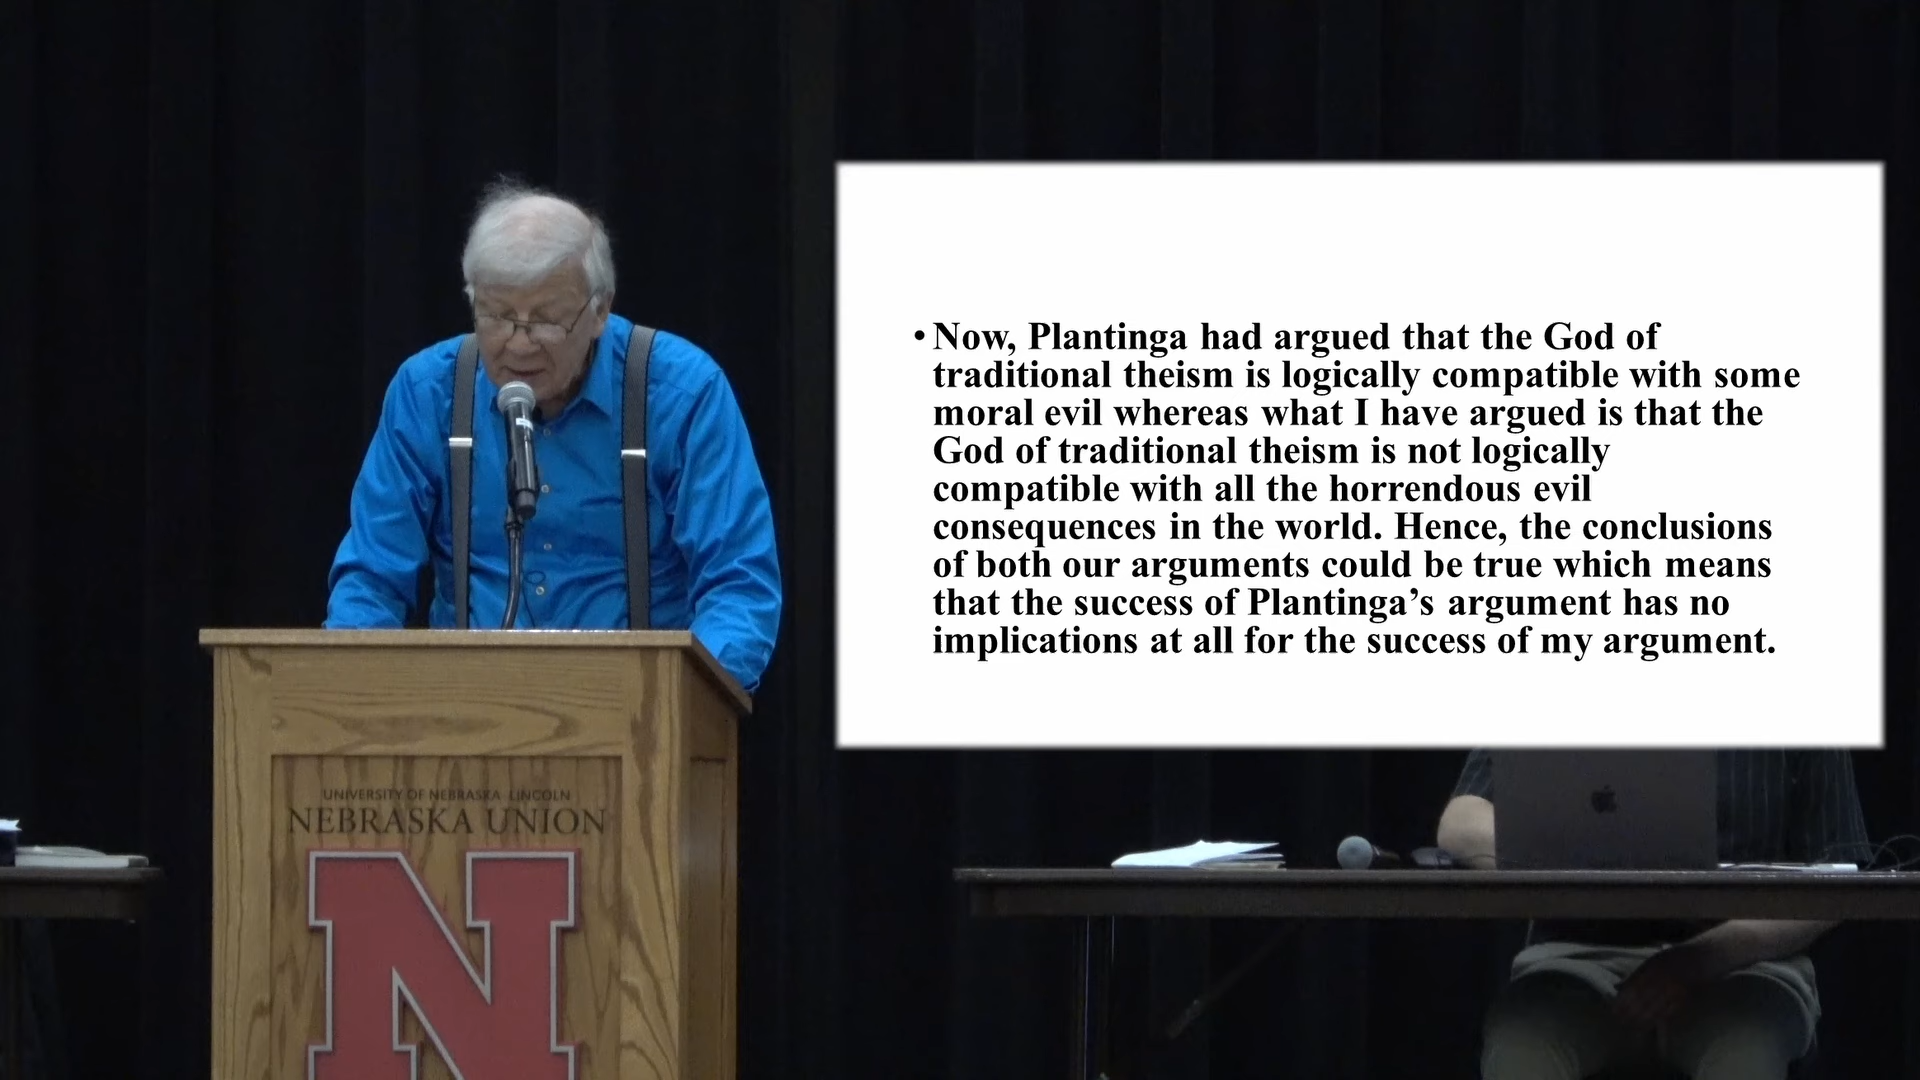 • Now, Plantinga had argued that the God of
traditional theism is logically compatible with some
moral evil whereas what I have argued is that the
God of traditional theism is not logically
compatible with all the horrendous evil
consequences in the world. Hence, the conclusions
of both our arguments could be true which means
that the success of Plantinga’s argument has no
implications at all for the success of my argument.
UNIVERSITY OF NEBRASKA LINCOLN
NEBRASKA UNION
N